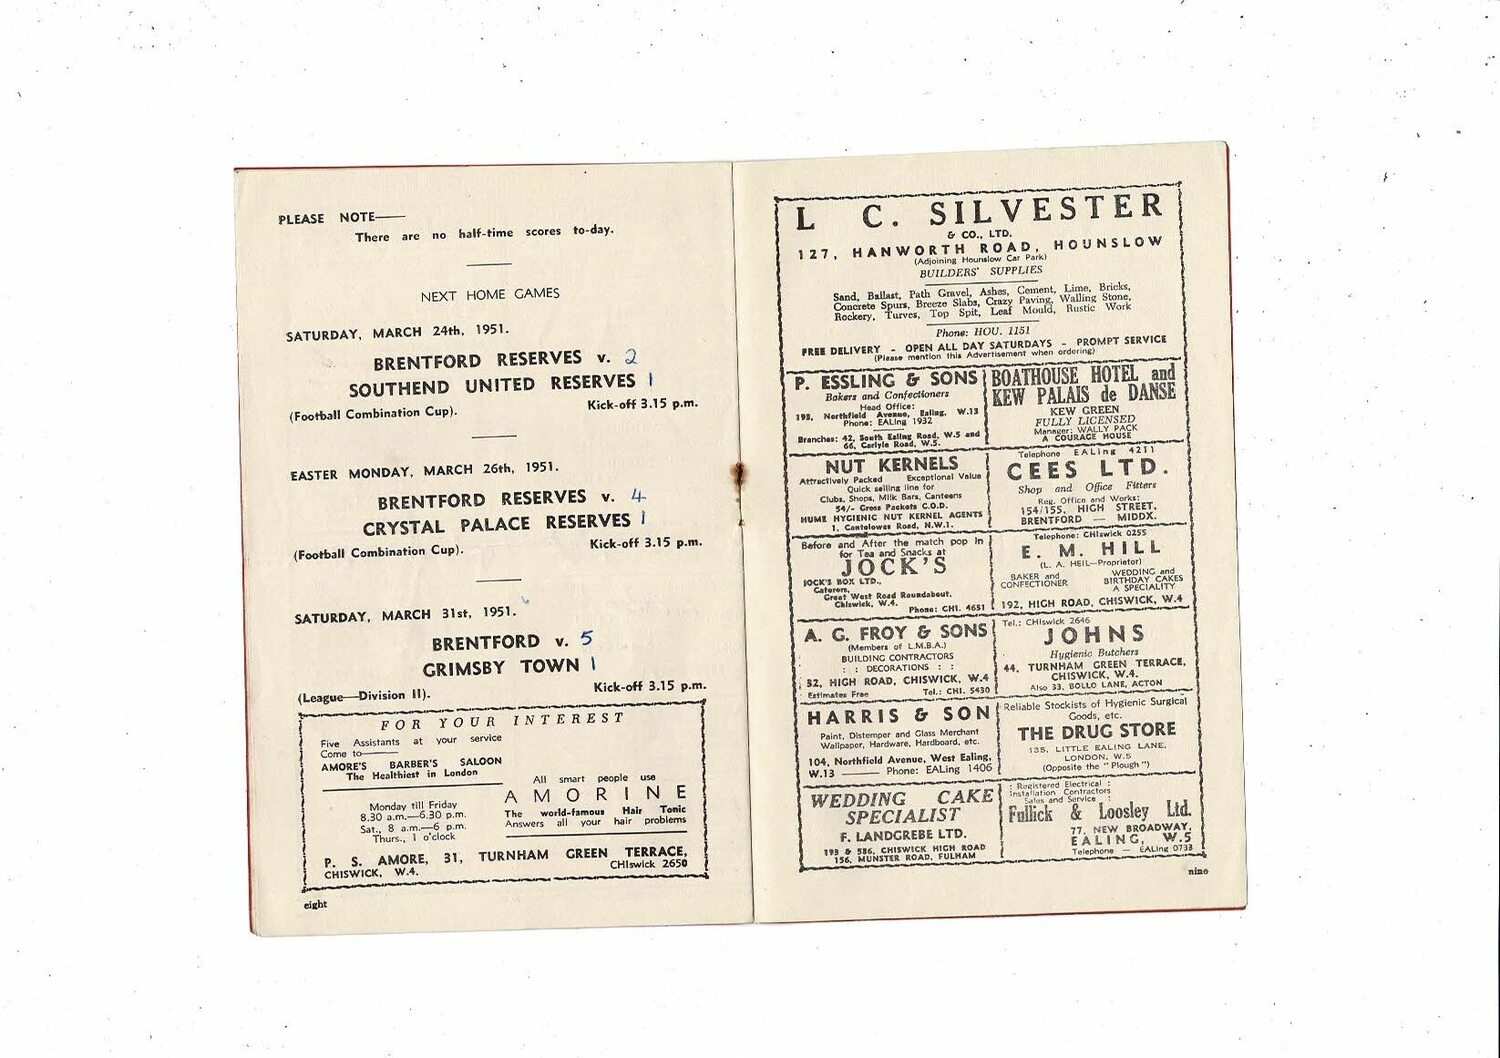 PLEASE NOTE—
There are no half-time scores to-day.
NEXT HOME GAMES
SATURDAY, MARCH 24th, 1951.
BRENTFORD RESERVES v. 2
SOUTHEND UNITED RESERVES 1
(Football Combination Cup). Kick-off 3.15 p.m.
EASTER MONDAY, MARCH 26th, 1951.
BRENTFORD RESERVES v. 4
CRYSTAL PALACE RESERVES 1
(Football Combination Cup). Kick-off 3.15 p.m.
SATURDAY, MARCH 31st, 1951.
BRENTFORD v. 5
GRIMSBY TOWN 1
(League—Division II). Kick-off 3.15 p.m.
FOR YOUR INTEREST
Five Assistants at your service
Come to———
AMORE'S BARBER'S SALOON
The Healthiest in London
Monday till Friday
8.30 a.m.—6.30 p.m.
Sat., 8 a.m.—6 p.m.
Thurs., 1 o'clock
All smart people use
AMORINE
The world-famous Hair Tonic
Answers all your hair problems
P. S. AMORE, 31, TURNHAM GREEN TERRACE,
CHISWICK, W.4. CHIswick 2650
eight
L C. SILVESTER
& CO., LTD.
127, HANWORTH ROAD, HOUNSLOW
(Adjoining Hounslow Car Park)
BUILDERS' SUPPLIES
Sand, Ballast, Path Gravel, Ashes, Cement, Lime, Bricks,
Concrete Spurs, Breeze Slabs, Crazy Paving, Walling Stone,
Rockery, Turves, Top Spit, Leaf Mould, Rustic Work
Phone: HOU. 1151
FREE DELIVERY - OPEN ALL DAY SATURDAYS - PROMPT SERVICE
(Please mention this Advertisement when ordering)
P. ESSLING & SONS
Bakers and Confectioners
Head Office:
193, Northfield Avenue, Ealing, W.13
Phone: EALing 1932
Branches: 42, South Ealing Road, W.5 and
66, Carlyle Road, W.5.
BOATHOUSE HOTEL and
KEW PALAIS de DANSE
KEW GREEN
FULLY LICENSED
Manager: WALLY PACK
A COURAGE HOUSE
NUT KERNELS
Attractively Packed Exceptional Value
Quick selling line for
Clubs, Shops, Milk Bars, Canteens
54/- Gross Packets C.O.D.
HUME HYGIENIC NUT KERNEL AGENTS
1, Cantelowes Road, N.W.1.
Telephone EALing 4211
CEES LTD.
Shop and Office Fitters
Reg. Office and Works:
154/155, HIGH STREET,
BRENTFORD — MIDDX.
Before and After the match pop in
for Tea and Snacks at
JOCK'S
JOCK'S BOX LTD.,
Caterers,
Great West Road Roundabout,
Chiswick, W.4.
Phone: CHI. 4631
Telephone: CHIswick 0255
E. M. HILL
(L. A. HEIL—Proprietor)
BAKER and
CONFECTIONER
WEDDING and
BIRTHDAY CAKES
A SPECIALITY
192, HIGH ROAD, CHISWICK, W.4
A. G. FROY & SONS
(Members of L.M.B.A.)
BUILDING CONTRACTORS
: : DECORATIONS : :
52, HIGH ROAD, CHISWICK, W.4
Estimates Free Tel.: CHI. 5430
Tel.: CHIswick 2646
JOHNS
Hygienic Butchers
44, TURNHAM GREEN TERRACE,
CHISWICK, W.4.
Also 33, BOLLO LANE, ACTON
HARRIS & SON
Paint, Distemper and Glass Merchant
Wallpaper, Hardware, Hardboard, etc.
104, Northfield Avenue, West Ealing,
W.13 ——— Phone: EALing 1406
Reliable Stockists of Hygienic Surgical
Goods, etc.
THE DRUG STORE
135, LITTLE EALING LANE,
LONDON, W.5
(Opposite the "Plough")
WEDDING CAKE
SPECIALIST
F. LANDGREBE LTD.
193 & 586, CHISWICK HIGH ROAD
156, MUNSTER ROAD, FULHAM
: Registered Electrical :
Installation Contractors
: Sales and Service :
Fullick & Loosley Ltd.
77, NEW BROADWAY,
EALING, W.5
Telephone — EALing 0733
nine